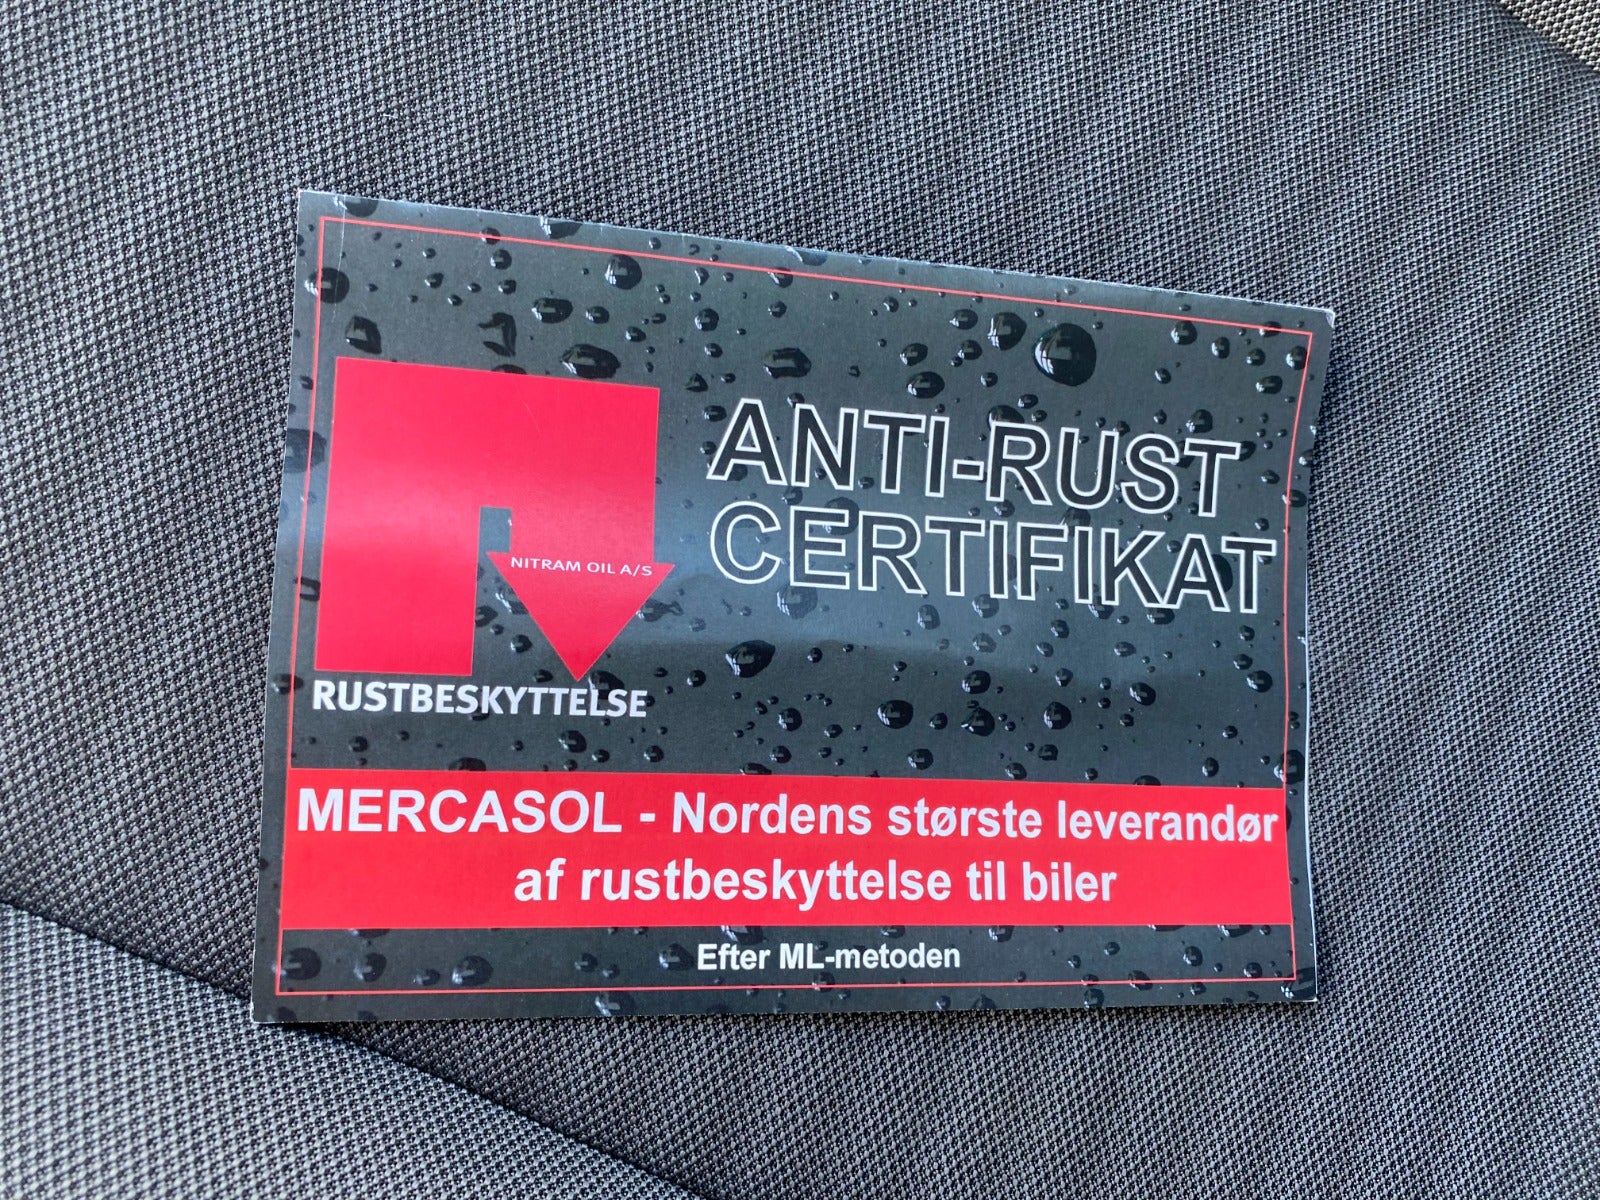 ANTI-RUST
CERTIFIKAT
NITRAM OIL A/S
RUSTBESKYTTELSE
MERCASOL - Nordens største leverandør
af rustbeskyttelse til biler
Efter ML-metoden